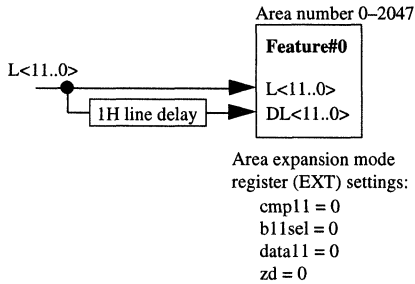 Area number 0–2047
Feature#0
L<11..0>
L<11..0>
DL<11..0>
1H line delay
Area expansion mode
register (EXT) settings:
cmp11 = 0
b11sel = 0
data11 = 0
zd = 0